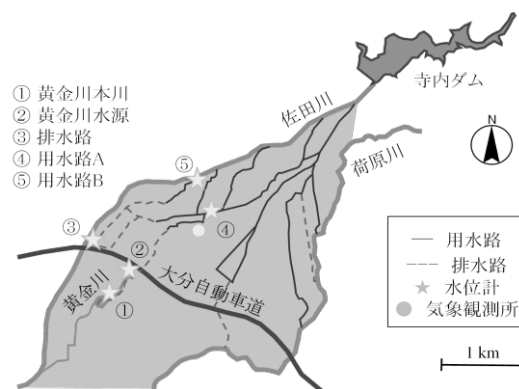 ① 黄金川本川
② 黄金川水源
③ 排水路
④ 用水路A
⑤ 用水路B
寺内ダム
佐田川
荷原川
N
⑤
④
③
②
①
黄金川
大分自動車道
用水路
排水路
水位計
気象観測所
1 km